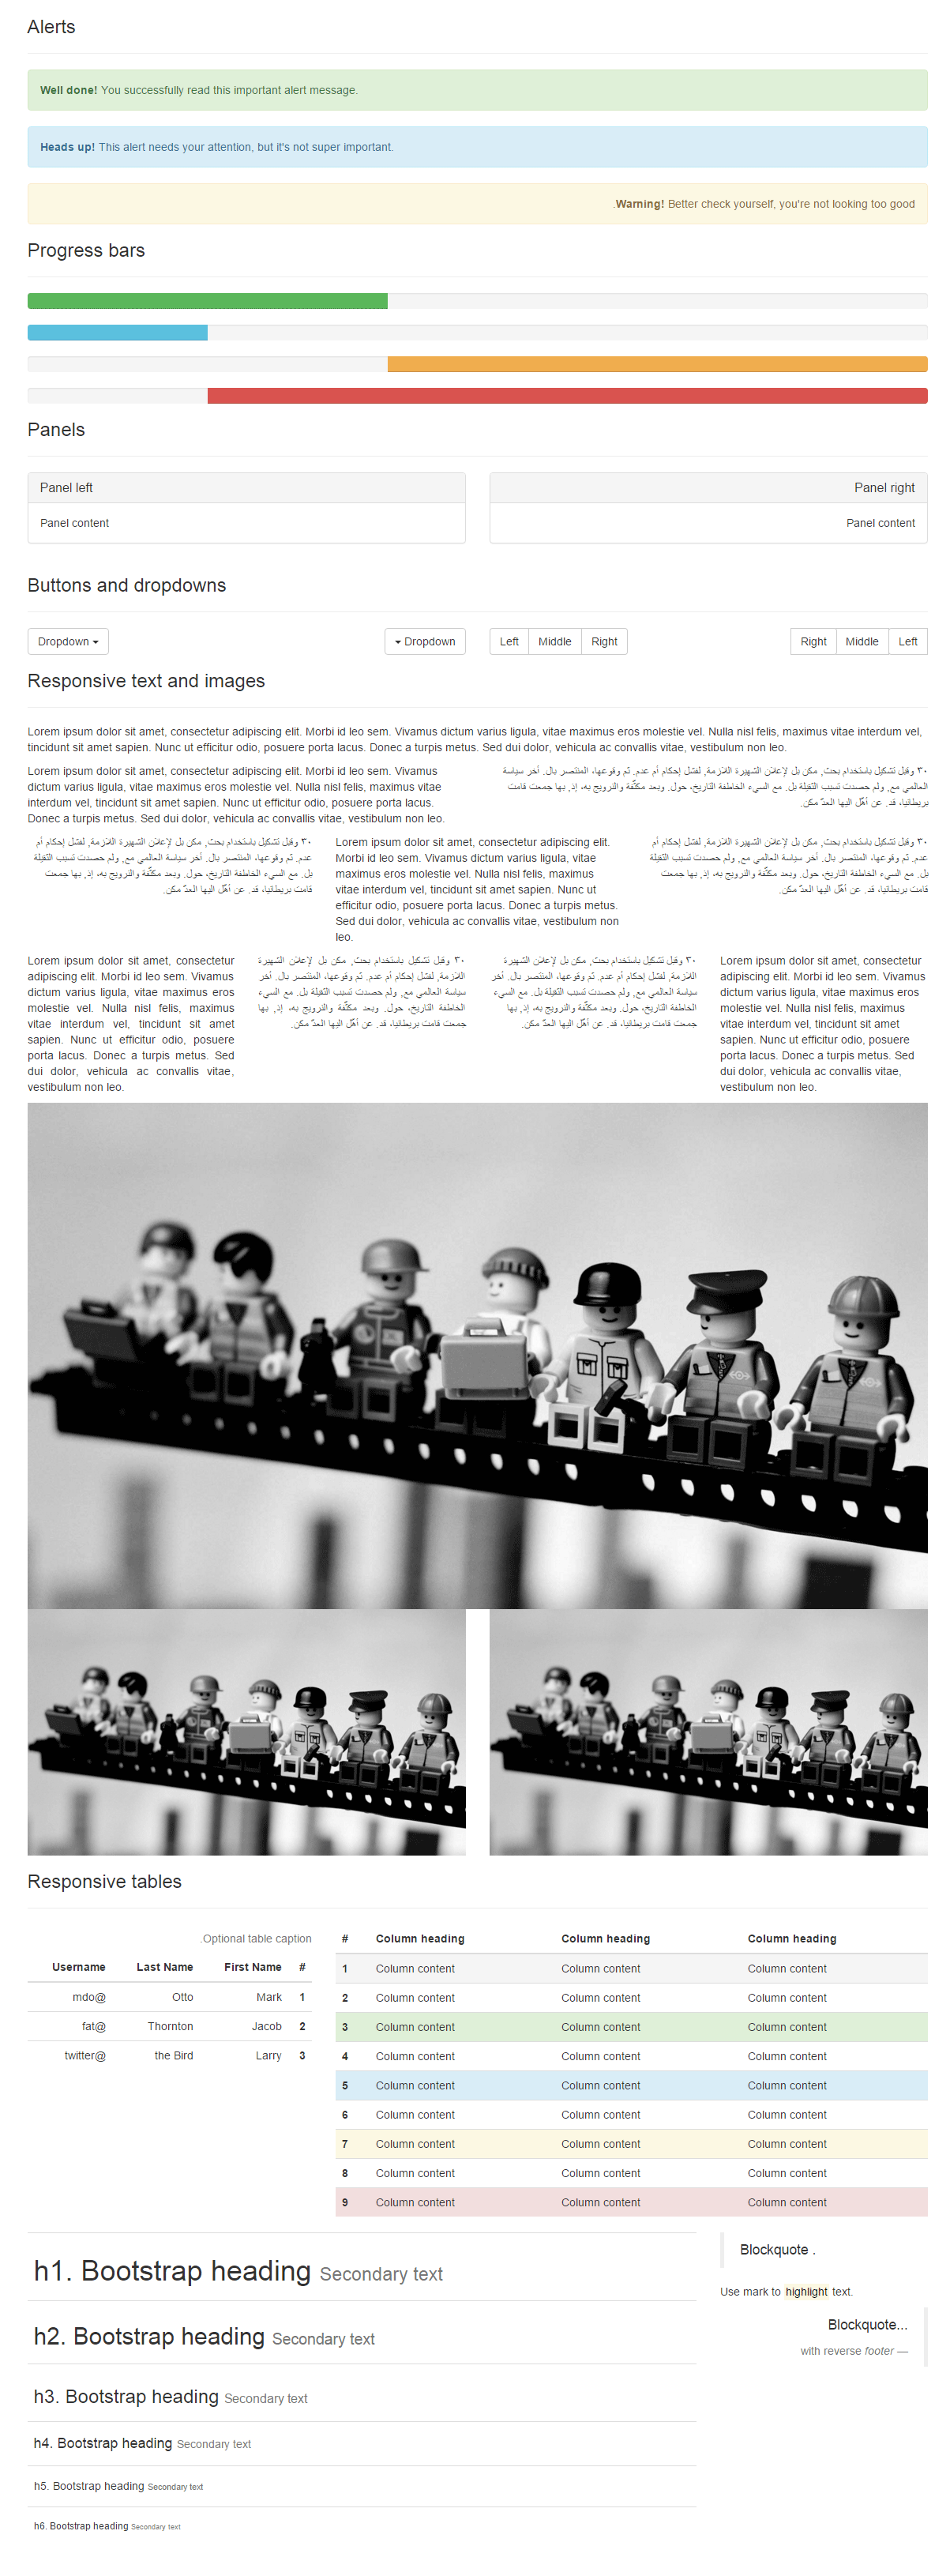 Alerts
Well done! You successfully read this important alert message.
Heads up! This alert needs your attention, but it's not super important.
.Warning! Better check yourself, you're not looking too good
Progress bars
Panels
Panel left
Panel content
Panel right
Panel content
Buttons and dropdowns
Dropdown
Dropdown
Left Middle Right
Right Middle Left
Responsive text and images
Lorem ipsum dolor sit amet, consectetur adipiscing elit. Morbi id leo sem. Vivamus dictum varius ligula, vitae maximus eros molestie vel. Nulla nisl felis, maximus vitae interdum vel,
tincidunt sit amet sapien. Nunc ut efficitur odio, posuere porta lacus. Donec a turpis metus. Sed dui dolor, vehicula ac convallis vitae, vestibulum non leo.
Lorem ipsum dolor sit amet, consectetur adipiscing elit. Morbi id leo sem. Vivamus
dictum varius ligula, vitae maximus eros molestie vel. Nulla nisl felis, maximus vitae
interdum vel, tincidunt sit amet sapien. Nunc ut efficitur odio, posuere porta lacus.
Donec a turpis metus. Sed dui dolor, vehicula ac convallis vitae, vestibulum non leo.
٣٠ وقبل تشكيل باستخدام بحث, مكن بل لإعلان الشهيرة اللازمة, لفشل إحكام أم عدم. ثم وقوعها، المنتصر بال. أخر سياسة
العالمي مع, ولم حصدت تسبب الثقيلة بل. مع السيء الخاطفة التاريخ، حول. وبعد مكثّفة والنرويج به، إذ, بها جمعت قامت
بريطانيا، قد. عن أهّل اليها العدّ مكن.
٣٠ وقبل تشكيل باستخدام بحث, مكن بل لإعلان الشهيرة اللازمة, لفشل إحكام أم
عدم. ثم وقوعها، المنتصر بال. أخر سياسة العالمي مع, ولم حصدت تسبب الثقيلة
بل. مع السيء الخاطفة التاريخ، حول. وبعد مكثّفة والنرويج به، إذ, بها جمعت
قامت بريطانيا، قد. عن أهّل اليها العدّ مكن.
Lorem ipsum dolor sit amet, consectetur adipiscing elit.
Morbi id leo sem. Vivamus dictum varius ligula, vitae
maximus eros molestie vel. Nulla nisl felis, maximus
vitae interdum vel, tincidunt sit amet sapien. Nunc ut
efficitur odio, posuere porta lacus. Donec a turpis metus.
Sed dui dolor, vehicula ac convallis vitae, vestibulum non
leo.
٣٠ وقبل تشكيل باستخدام بحث, مكن بل لإعلان الشهيرة اللازمة, لفشل إحكام أم
عدم. ثم وقوعها، المنتصر بال. أخر سياسة العالمي مع, ولم حصدت تسبب الثقيلة
بل. مع السيء الخاطفة التاريخ، حول. وبعد مكثّفة والنرويج به، إذ, بها جمعت
قامت بريطانيا، قد. عن أهّل اليها العدّ مكن.
Lorem ipsum dolor sit amet, consectetur
adipiscing elit. Morbi id leo sem. Vivamus
dictum varius ligula, vitae maximus eros
molestie vel. Nulla nisl felis, maximus
vitae interdum vel, tincidunt sit amet
sapien. Nunc ut efficitur odio, posuere
porta lacus. Donec a turpis metus. Sed
dui dolor, vehicula ac convallis vitae,
vestibulum non leo.
٣٠ وقبل تشكيل باستخدام بحث, مكن بل لإعلان الشهيرة
اللازمة, لفشل إحكام أم عدم. ثم وقوعها، المنتصر بال. أخر
سياسة العالمي مع, ولم حصدت تسبب الثقيلة بل. مع السيء
الخاطفة التاريخ، حول. وبعد مكثّفة والنرويج به، إذ, بها
جمعت قامت بريطانيا، قد. عن أهّل اليها العدّ مكن.
٣٠ وقبل تشكيل باستخدام بحث, مكن بل لإعلان الشهيرة
اللازمة, لفشل إحكام أم عدم. ثم وقوعها، المنتصر بال. أخر
سياسة العالمي مع, ولم حصدت تسبب الثقيلة بل. مع السيء
الخاطفة التاريخ، حول. وبعد مكثّفة والنرويج به، إذ, بها
جمعت قامت بريطانيا، قد. عن أهّل اليها العدّ مكن.
Lorem ipsum dolor sit amet, consectetur
adipiscing elit. Morbi id leo sem. Vivamus
dictum varius ligula, vitae maximus eros
molestie vel. Nulla nisl felis, maximus
vitae interdum vel, tincidunt sit amet
sapien. Nunc ut efficitur odio, posuere
porta lacus. Donec a turpis metus. Sed
dui dolor, vehicula ac convallis vitae,
vestibulum non leo.
Responsive tables
.Optional table caption
Username Last Name First Name #
mdo@ Otto Mark 1
fat@ Thornton Jacob 2
twitter@ the Bird Larry 3
# Column heading Column heading Column heading
1 Column content Column content Column content
2 Column content Column content Column content
3 Column content Column content Column content
4 Column content Column content Column content
5 Column content Column content Column content
6 Column content Column content Column content
7 Column content Column content Column content
8 Column content Column content Column content
9 Column content Column content Column content
h1. Bootstrap heading Secondary text
h2. Bootstrap heading Secondary text
h3. Bootstrap heading Secondary text
h4. Bootstrap heading Secondary text
h5. Bootstrap heading Secondary text
h6. Bootstrap heading Secondary text
Blockquote .
Use mark to highlight text.
Blockquote...
with reverse footer —